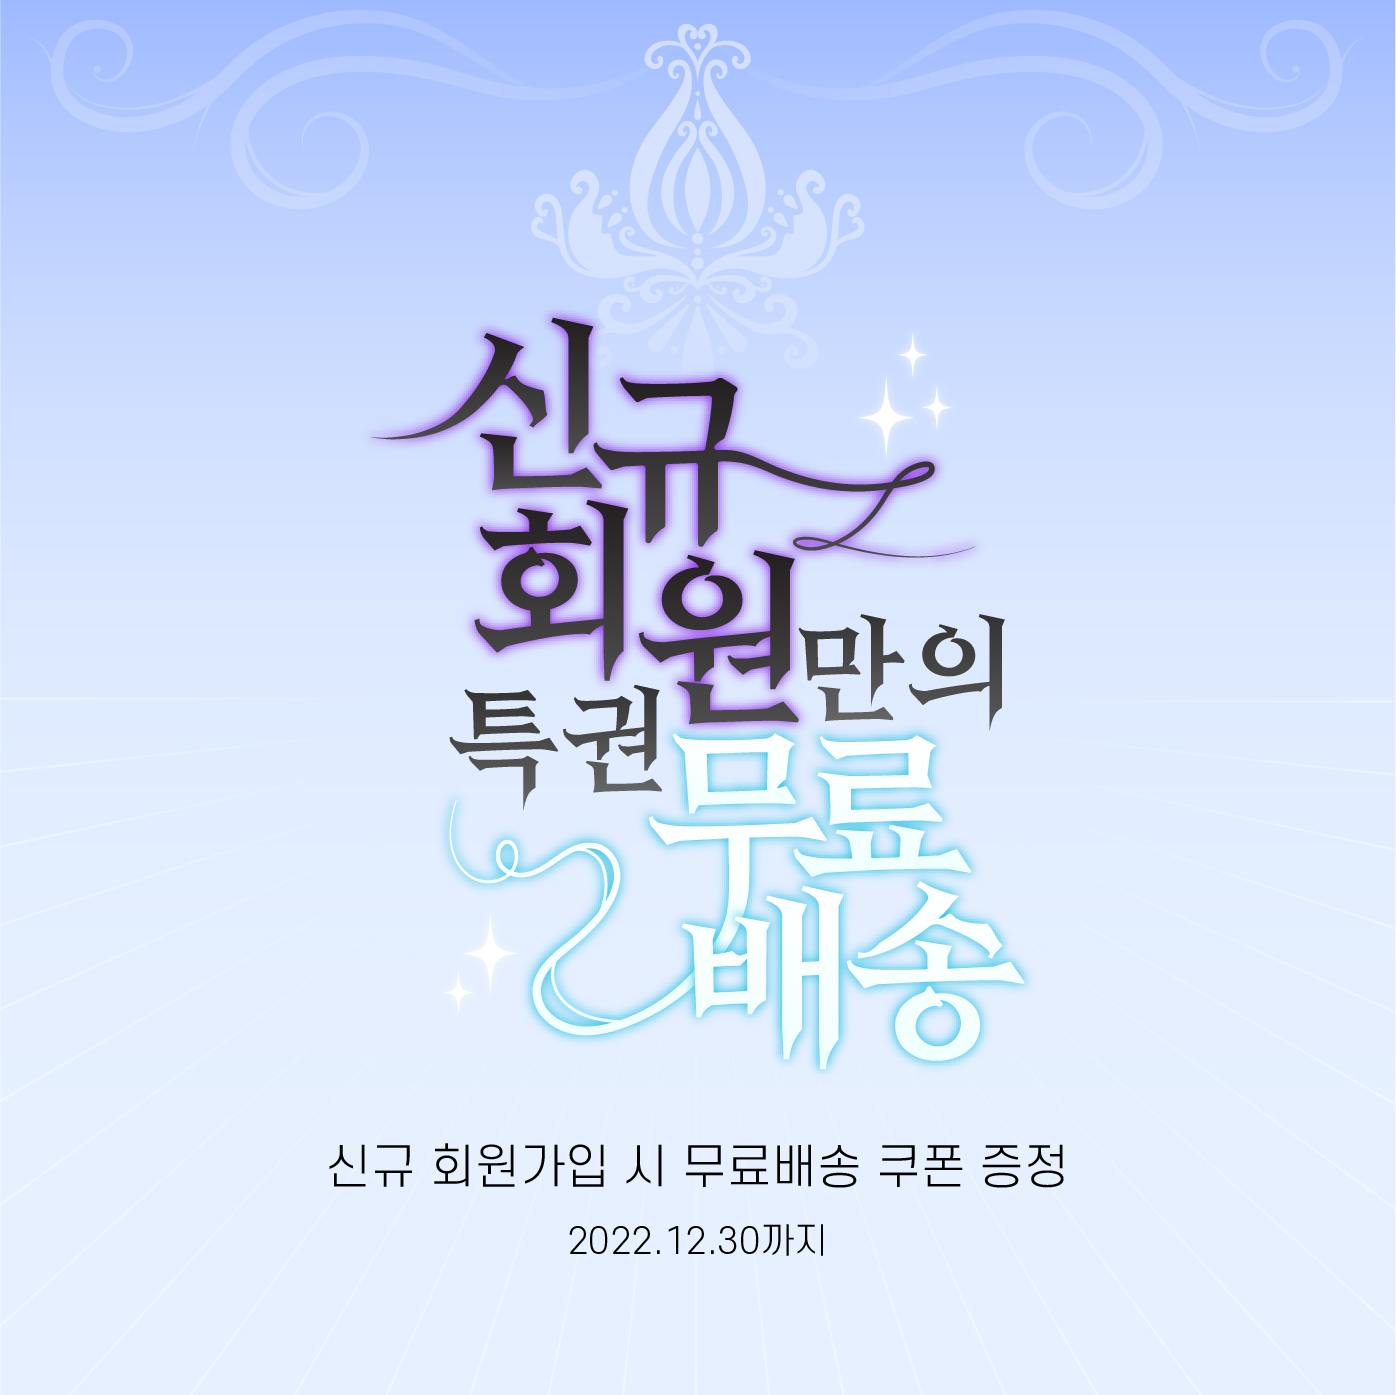 신규
회원만의
특권 무료
배송
신규 회원가입 시 무료배송 쿠폰 증정
2022.12.30까지